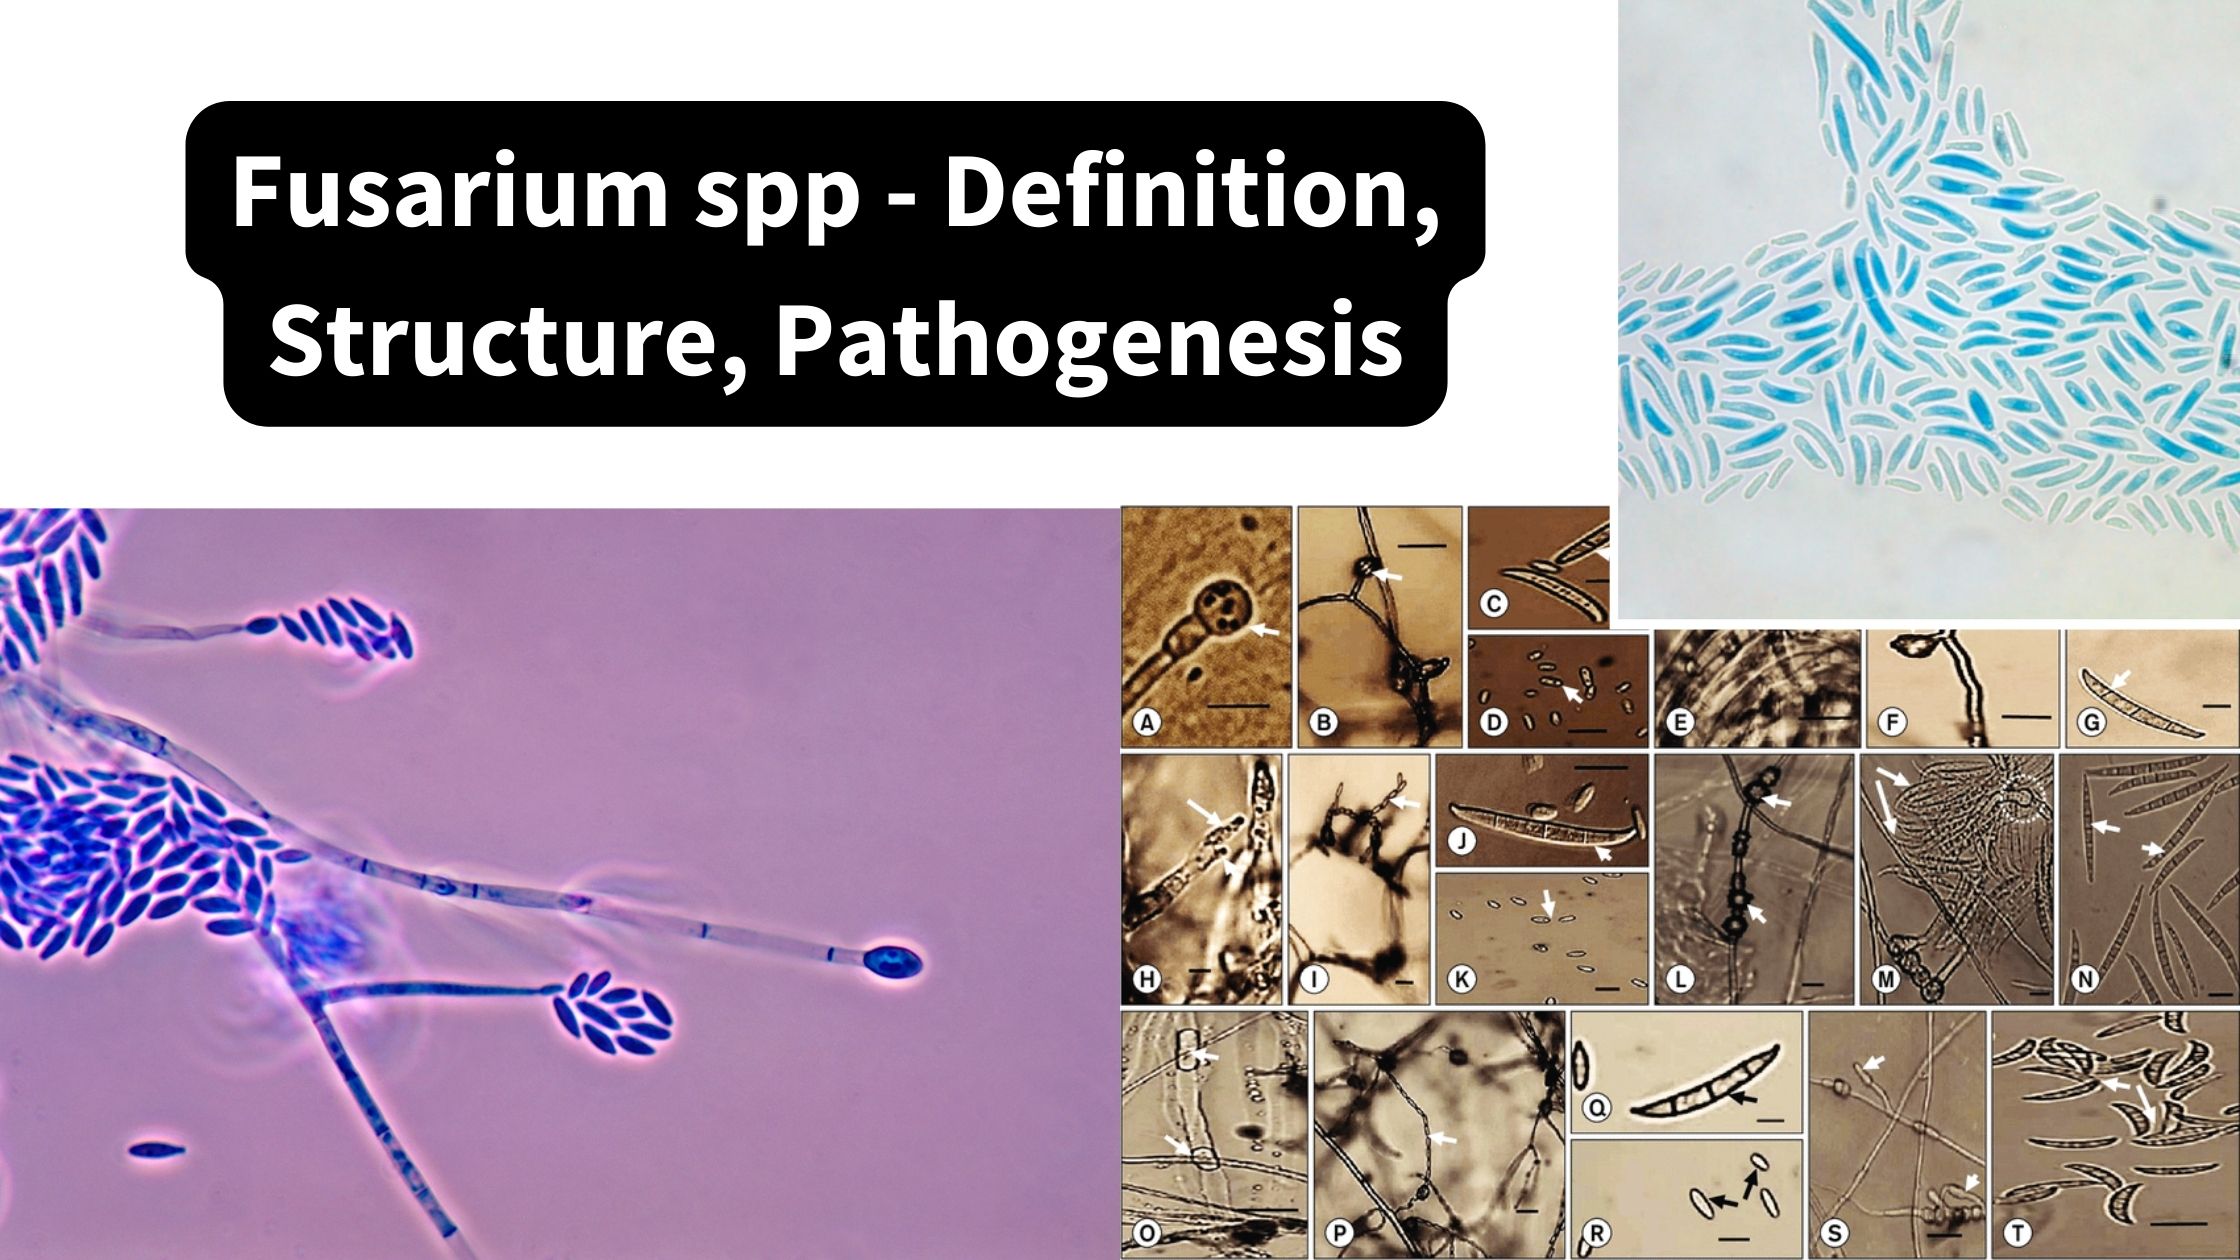 Fusarium spp - Definition,
Structure, Pathogenesis
A
B
C
D
E
F
G
H
I
J
K
L
M
N
O
P
Q
R
S
T